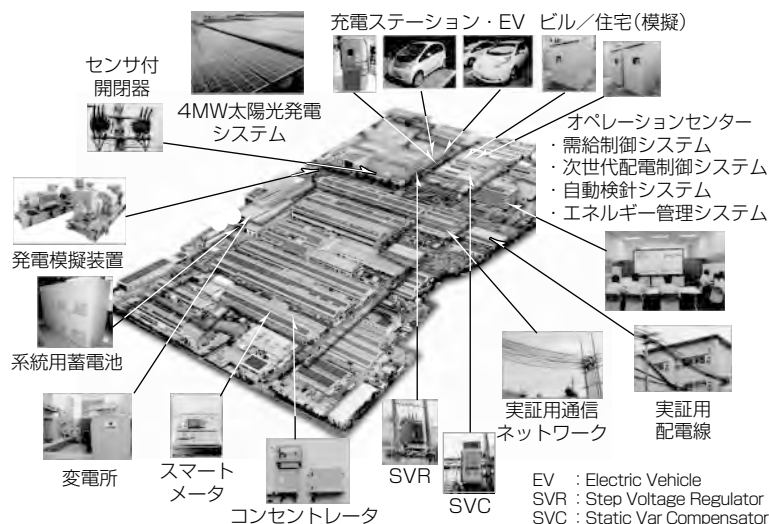 充電ステーション・EV ビル／住宅(模擬)
センサ付
開閉器
4MW太陽光発電
システム
オペレーションセンター
・需給制御システム
・次世代配電制御システム
・自動検針システム
・エネルギー管理システム
発電模擬装置
系統用蓄電池
変電所
スマート
メータ
コンセントレータ
SVR
SVC
実証用通信
ネットワーク
実証用
配電線
EV : Electric Vehicle
SVR : Step Voltage Regulator
SVC : Static Var Compensator